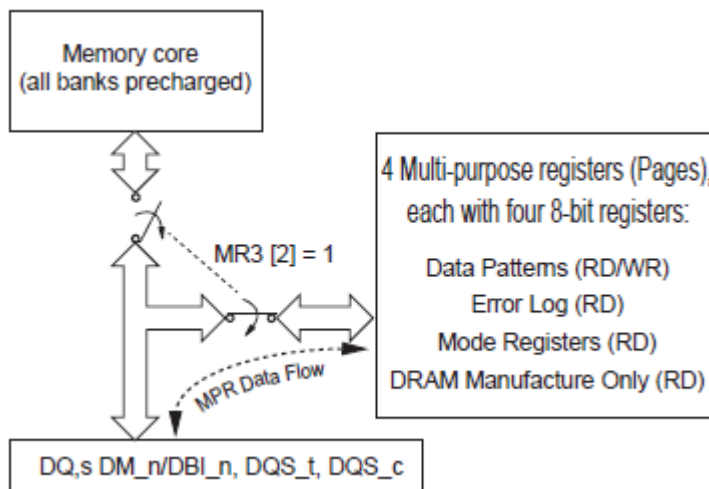 Memory core
(all banks precharged)
4 Multi-purpose registers (Pages),
each with four 8-bit registers:
Data Patterns (RD/WR)
Error Log (RD)
Mode Registers (RD)
DRAM Manufacture Only (RD)
MR3 [2] = 1
MPR Data Flow
DQ,s DM_n/DBI_n, DQS_t, DQS_c